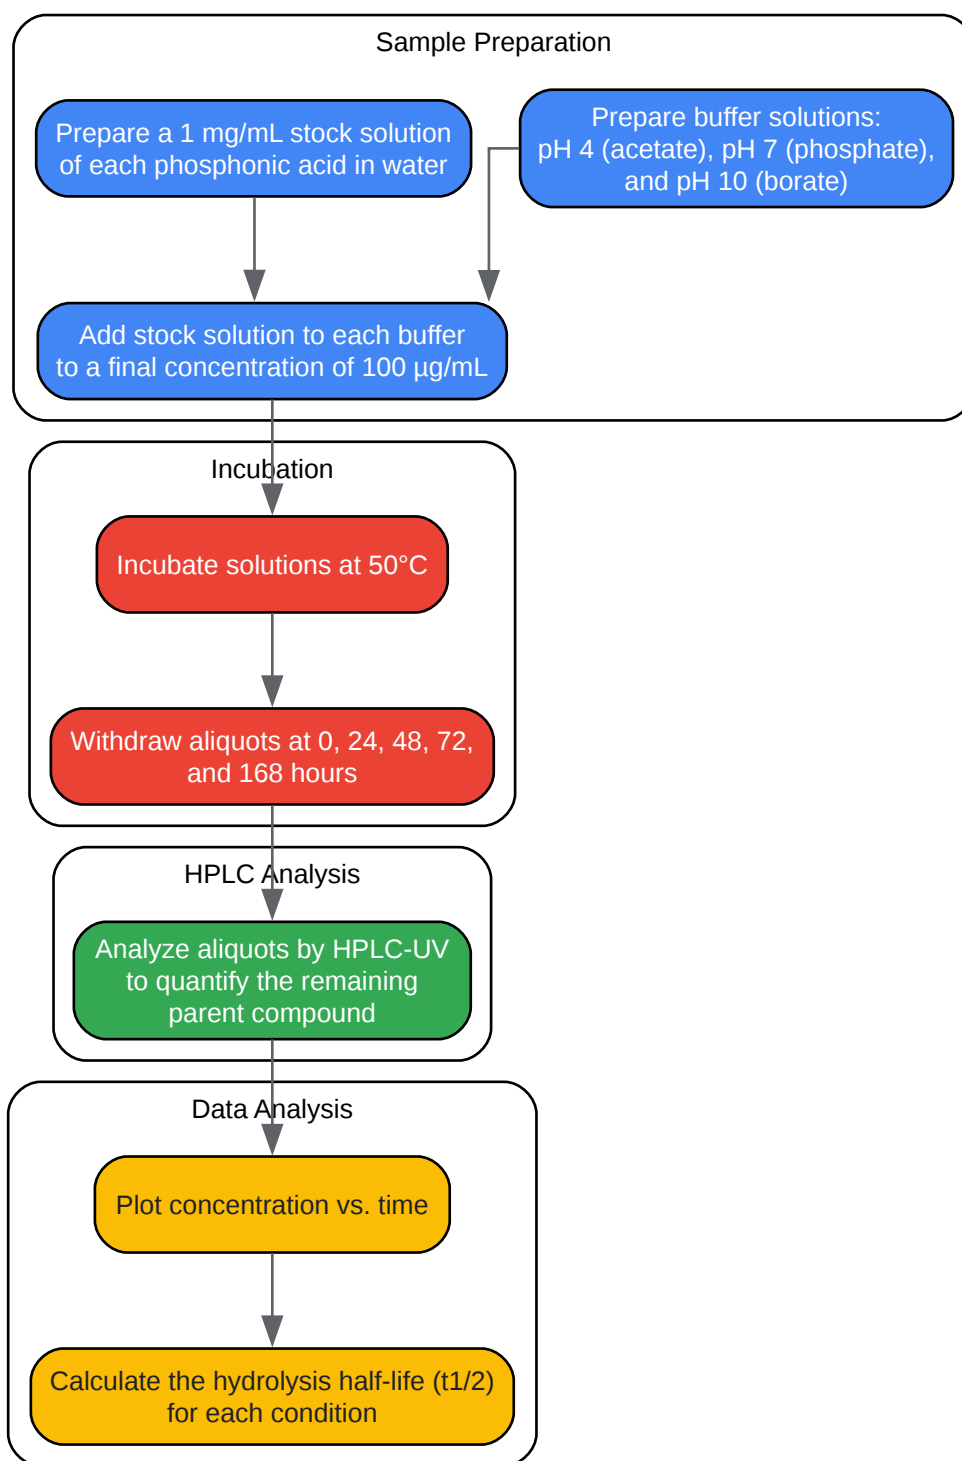 Sample Preparation
Prepare a 1 mg/mL stock solution
of each phosphonic acid in water
Prepare buffer solutions:
pH 4 (acetate), pH 7 (phosphate),
and pH 10 (borate)
Add stock solution to each buffer
to a final concentration of 100 µg/mL
Incubation
Incubate solutions at 50°C
Withdraw aliquots at 0, 24, 48, 72,
and 168 hours
HPLC Analysis
Analyze aliquots by HPLC-UV
to quantify the remaining
parent compound
Data Analysis
Plot concentration vs. time
Calculate the hydrolysis half-life (t1/2)
for each condition